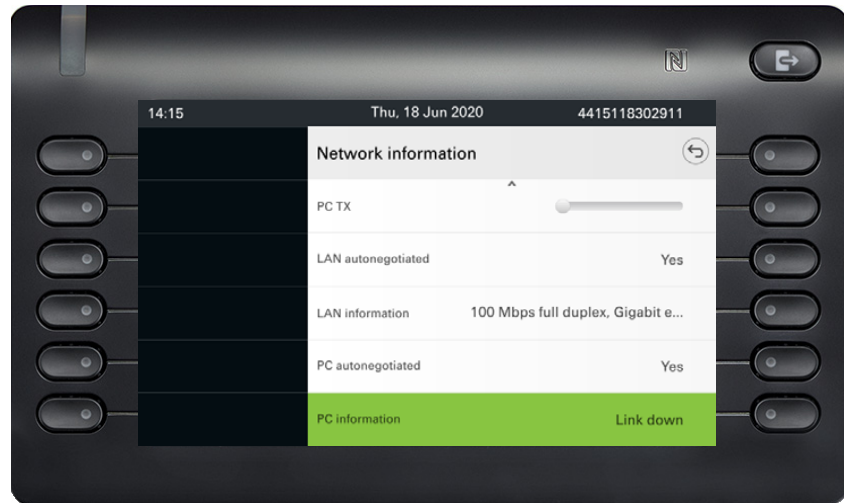 14:15 Thu, 18 Jun 2020 4415118302911
Network information
PC TX
LAN autonegotiated Yes
LAN information 100 Mbps full duplex, Gigabit e...
PC autonegotiated Yes
PC information Link down